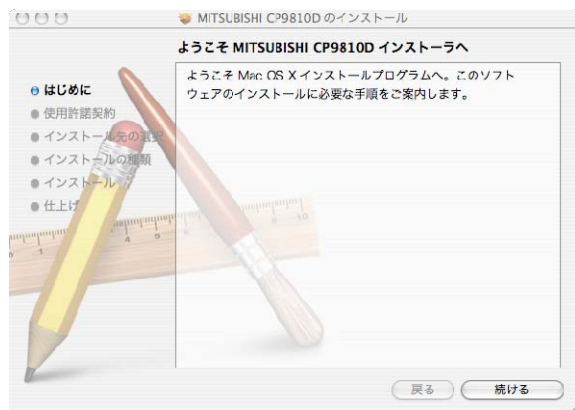 MITSUBISHI CP9810D のインストール
ようこそ MITSUBISHI CP9810D インストーラへ
はじめに
使用許諾契約
インストール先の選択
インストールの種類
インストール
仕上げ
ようこそ Mac OS X インストールプログラムへ。このソフト
ウェアのインストールに必要な手順をご案内します。
4
5
10
戻る
続ける